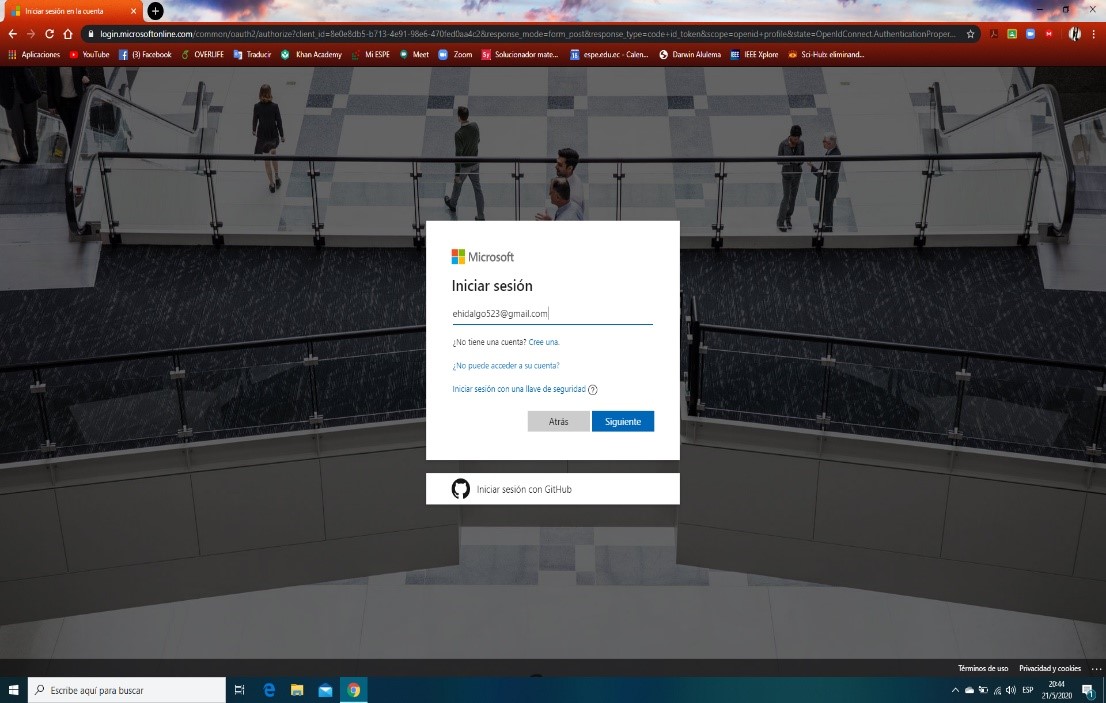 Iniciar sesión en la cuenta
login.microsoftonline.com/common/oauth2/authorize?client_id=8e0e8db5-b713-4e91-98e6-470fed0aa4c2&response_mode=form_post&response_type=code+id_token&scope=openid+profile&state=OpenIdConnect.AuthenticationProper...
Aplicaciones YouTube (3) Facebook OVERLIFE Traducir Khan Academy Mi ESPE Meet Zoom Solucionador mate... espe.edu.ec - Calen... Darwin Alulema IEEE Xplore Sci-Hub: eliminand...
Microsoft
Iniciar sesión
ehidalgo523@gmail.com
¿No tiene una cuenta? Cree una.
¿No puede acceder a su cuenta?
Iniciar sesión con una llave de seguridad ?
Atrás Siguiente
Iniciar sesión con GitHub
Términos de uso Privacidad y cookies ...
Escribe aquí para buscar
ESP
20:44
21/5/2020
1